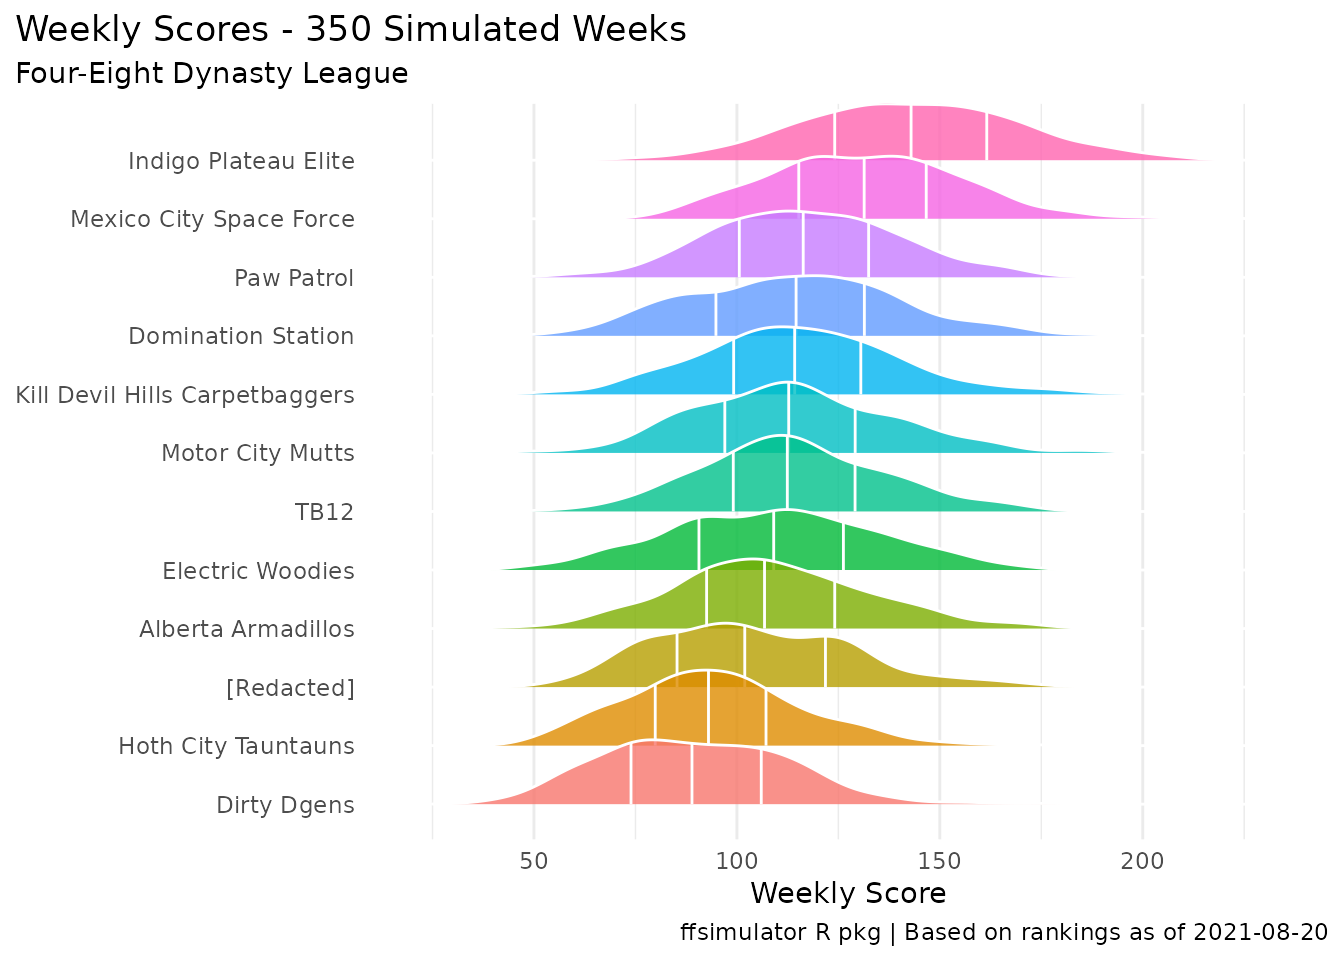 Weekly Scores - 350 Simulated Weeks
Four-Eight Dynasty League
Indigo Plateau Elite
Mexico City Space Force
Paw Patrol
Domination Station
Kill Devil Hills Carpetbaggers
Motor City Mutts
TB12
Electric Woodies
Alberta Armadillos
[Redacted]
Hoth City Tauntauns
Dirty Dgens
50 100 150 200
Weekly Score
ffsimulator R pkg | Based on rankings as of 2021-08-20